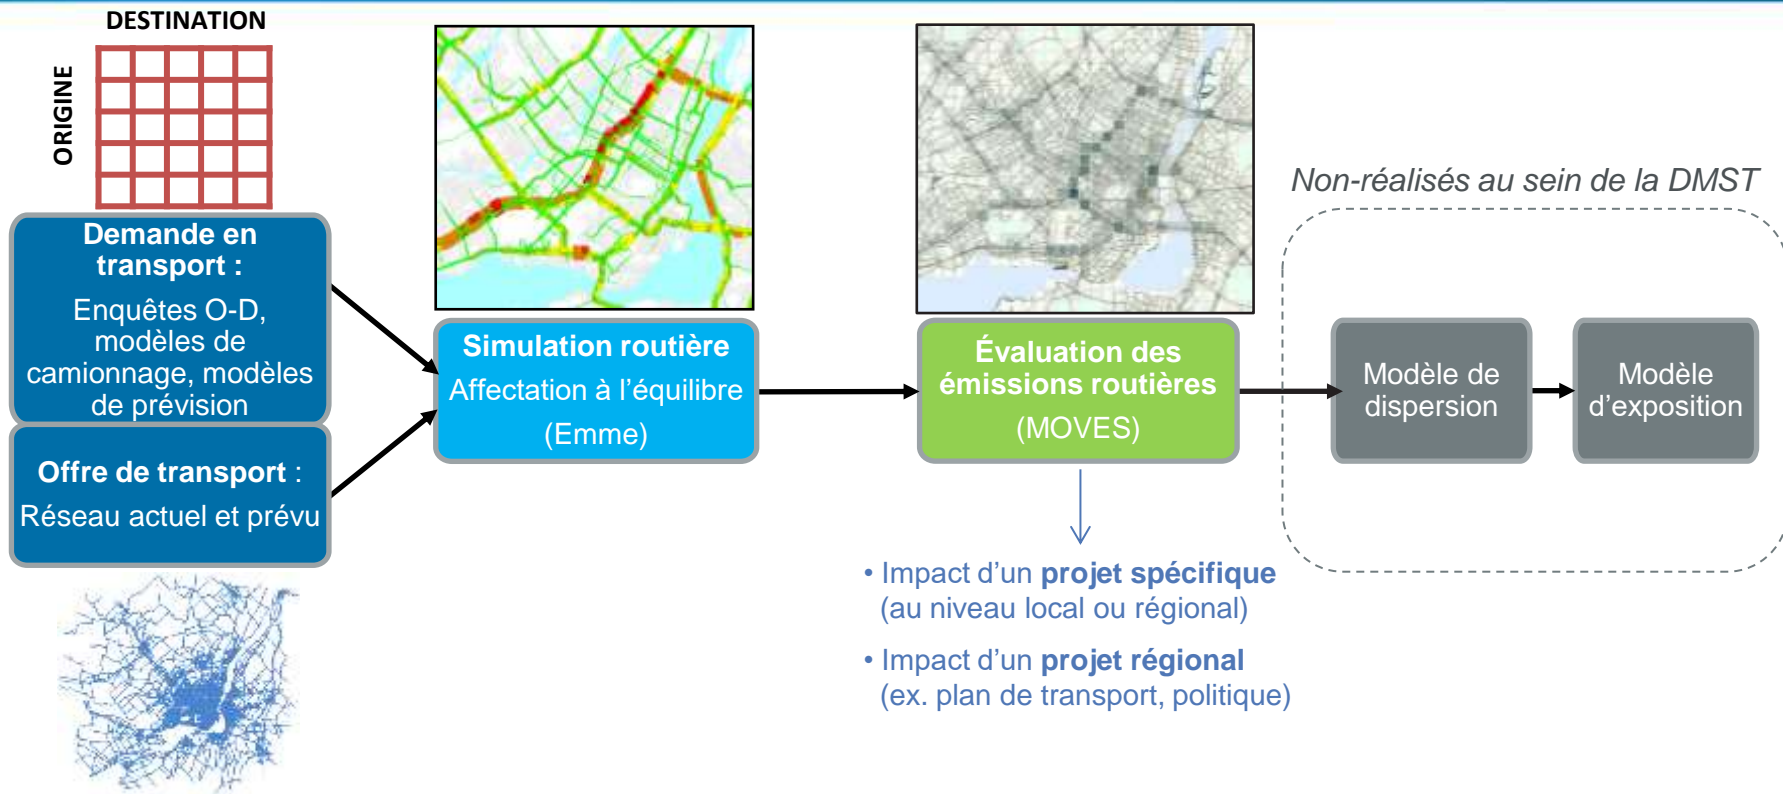 DESTINATION
ORIGINE
Demande en
transport :
Enquêtes O-D,
modèles de
camionnage, modèles
de prévision
Offre de transport :
Réseau actuel et prévu
Simulation routière
Affectation à l’équilibre
(Emme)
Évaluation des
émissions routières
(MOVES)
• Impact d’un projet spécifique
(au niveau local ou régional)
• Impact d’un projet régional
(ex. plan de transport, politique)
Non-réalisés au sein de la DMST
Modèle de
dispersion
Modèle
d’exposition